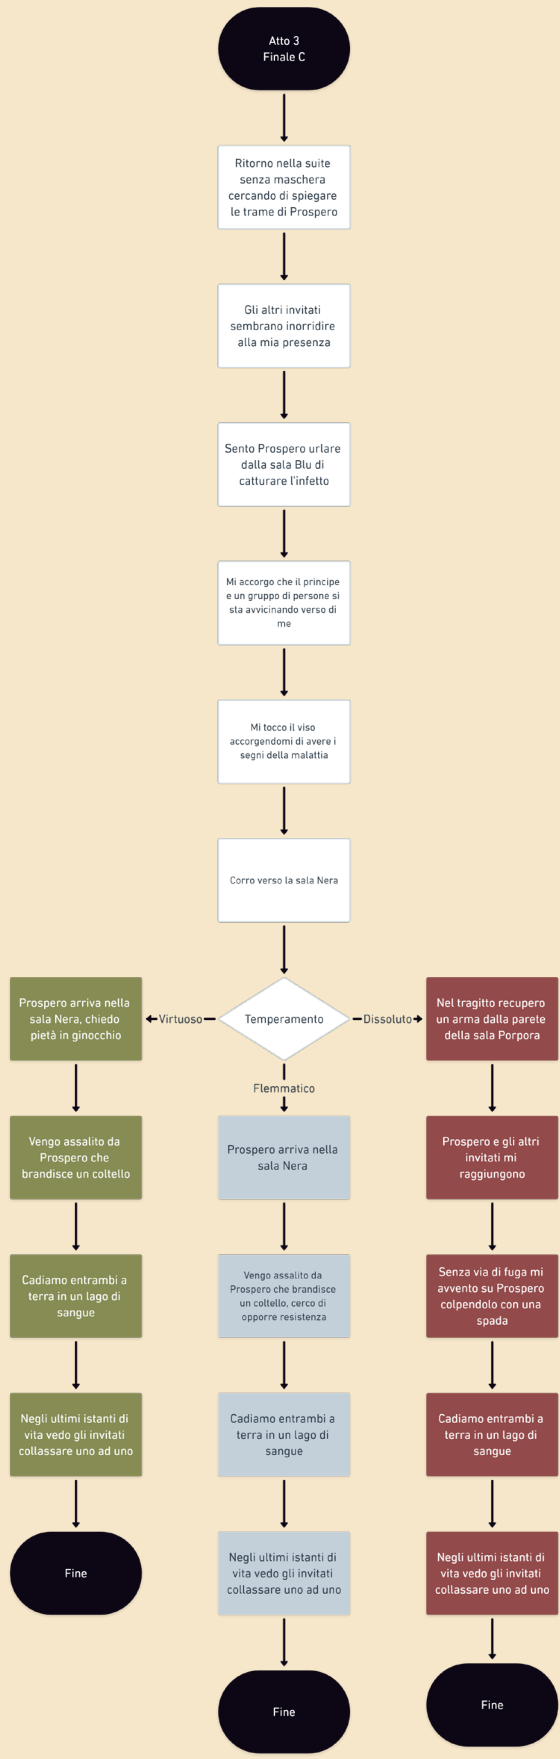 Atto 3
Finale C
Ritorno nella suite
senza maschera
cercando di spiegare
le trame di Prospero
Gli altri invitati
sembrano inorridire
alla mia presenza
Sento Prospero urlare
dalla sala Blu di
catturare l'infetto
Mi accorgo che il principe
e un gruppo di persone si
sta avvicinando verso di
me
Mi tocco il viso
accorgendomi di avere i
segni della malattia
Corro verso la sala Nera
Temperamento
Virtuoso
Dissoluto
Flemmatico
Prospero arriva nella
sala Nera, chiedo
pietà in ginocchio
Vengo assalito da
Prospero che
brandisce un coltello
Cadiamo entrambi a
terra in un lago di
sangue
Negli ultimi istanti di
vita vedo gli invitati
collassare uno ad uno
Fine
Prospero arriva nella
sala Nera
Vengo assalito da
Prospero che brandisce
un coltello, cerco di
opporre resistenza
Cadiamo entrambi a
terra in un lago di
sangue
Negli ultimi istanti di
vita vedo gli invitati
collassare uno ad uno
Fine
Nel tragitto recupero
un arma dalla parete
della sala Porpora
Prospero e gli altri
invitati mi
raggiungono
Senza via di fuga mi
avvento su Prospero
colpendolo con una
spada
Cadiamo entrambi a
terra in un lago di
sangue
Negli ultimi istanti di
vita vedo gli invitati
collassare uno ad uno
Fine